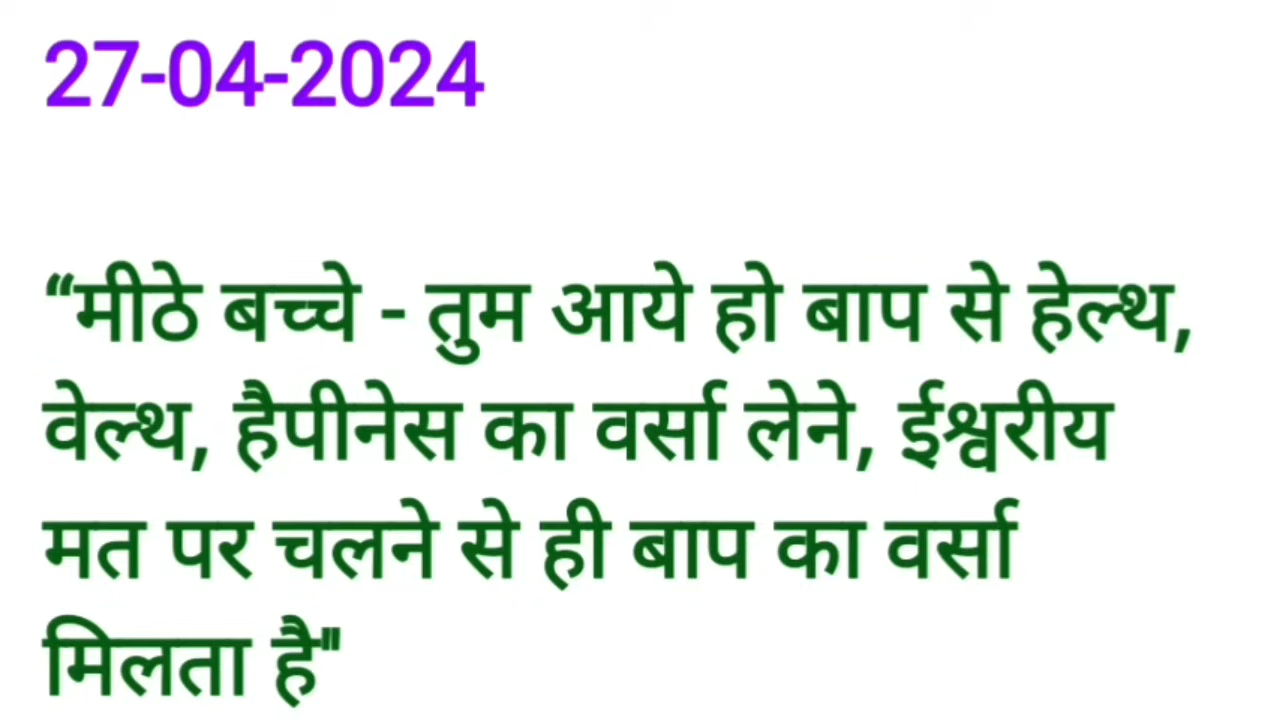 27-04-2024
“मीठे बच्चे - तुम आये हो बाप से हेल्थ,
वेल्थ, हैपीनेस का वर्सा लेने, ईश्वरीय
मत पर चलने से ही बाप का वर्सा
मिलता है"